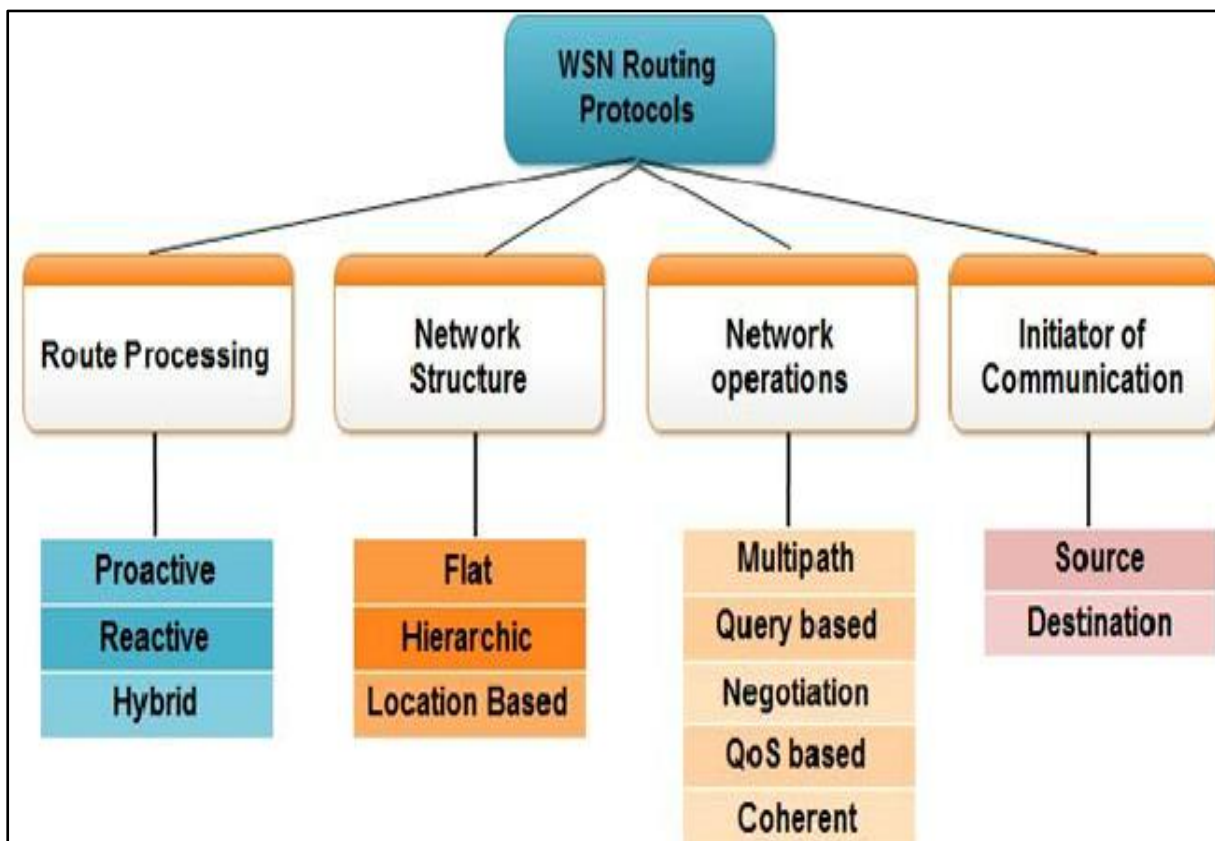 WSN Routing
Protocols
Route Processing
Network
Structure
Network
operations
Initiator of
Communication
Proactive
Reactive
Hybrid
Flat
Hierarchic
Location Based
Multipath
Query based
Negotiation
QoS based
Coherent
Source
Destination